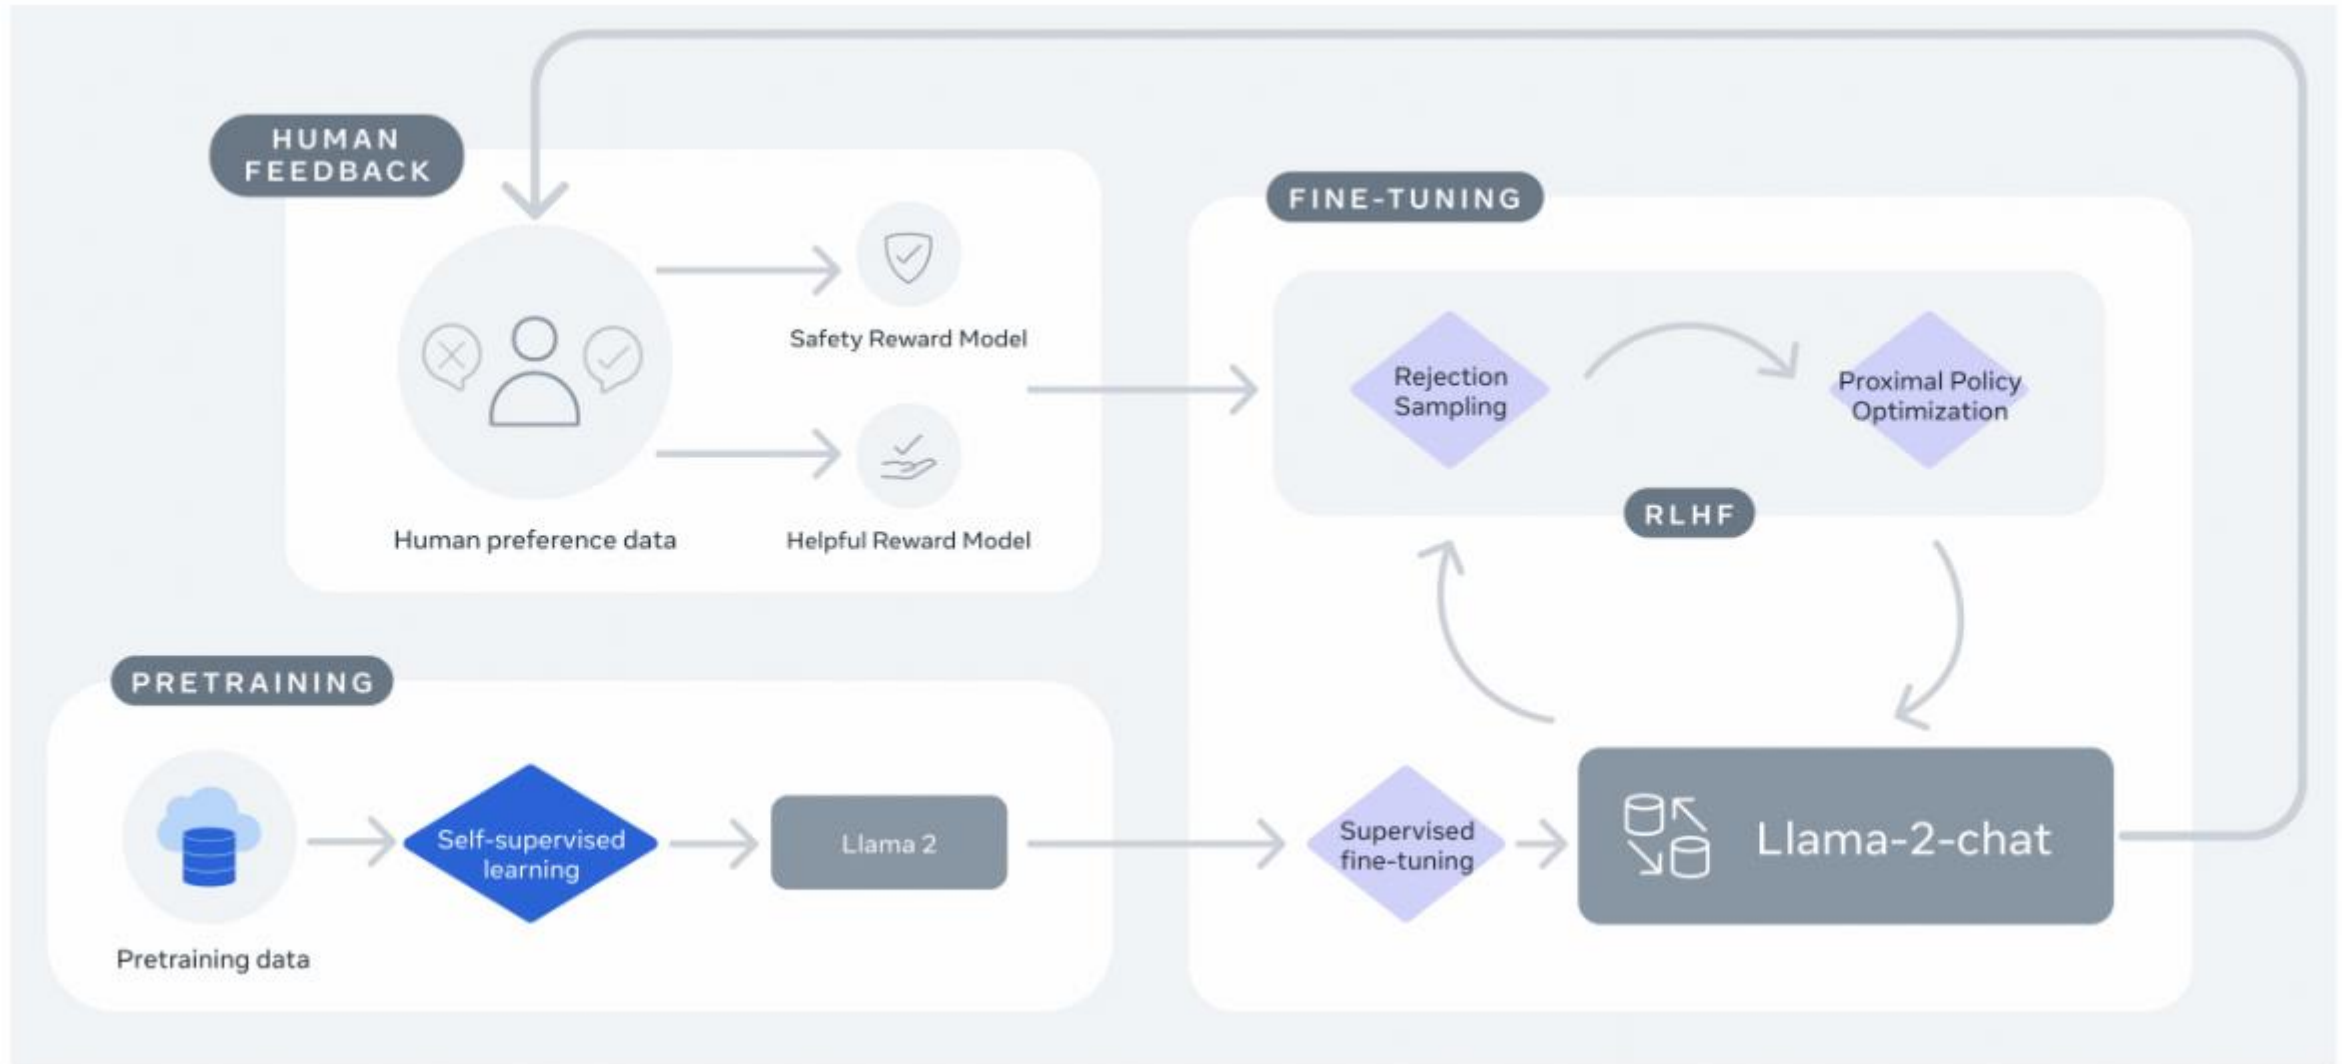 HUMAN
FEEDBACK
Safety Reward Model
Human preference data
Helpful Reward Model
FINE-TUNING
Rejection
Sampling
Proximal Policy
Optimization
RLHF
PRETRAINING
Self-supervised
learning
Llama 2
Pretraining data
Supervised
fine-tuning
Llama-2-chat